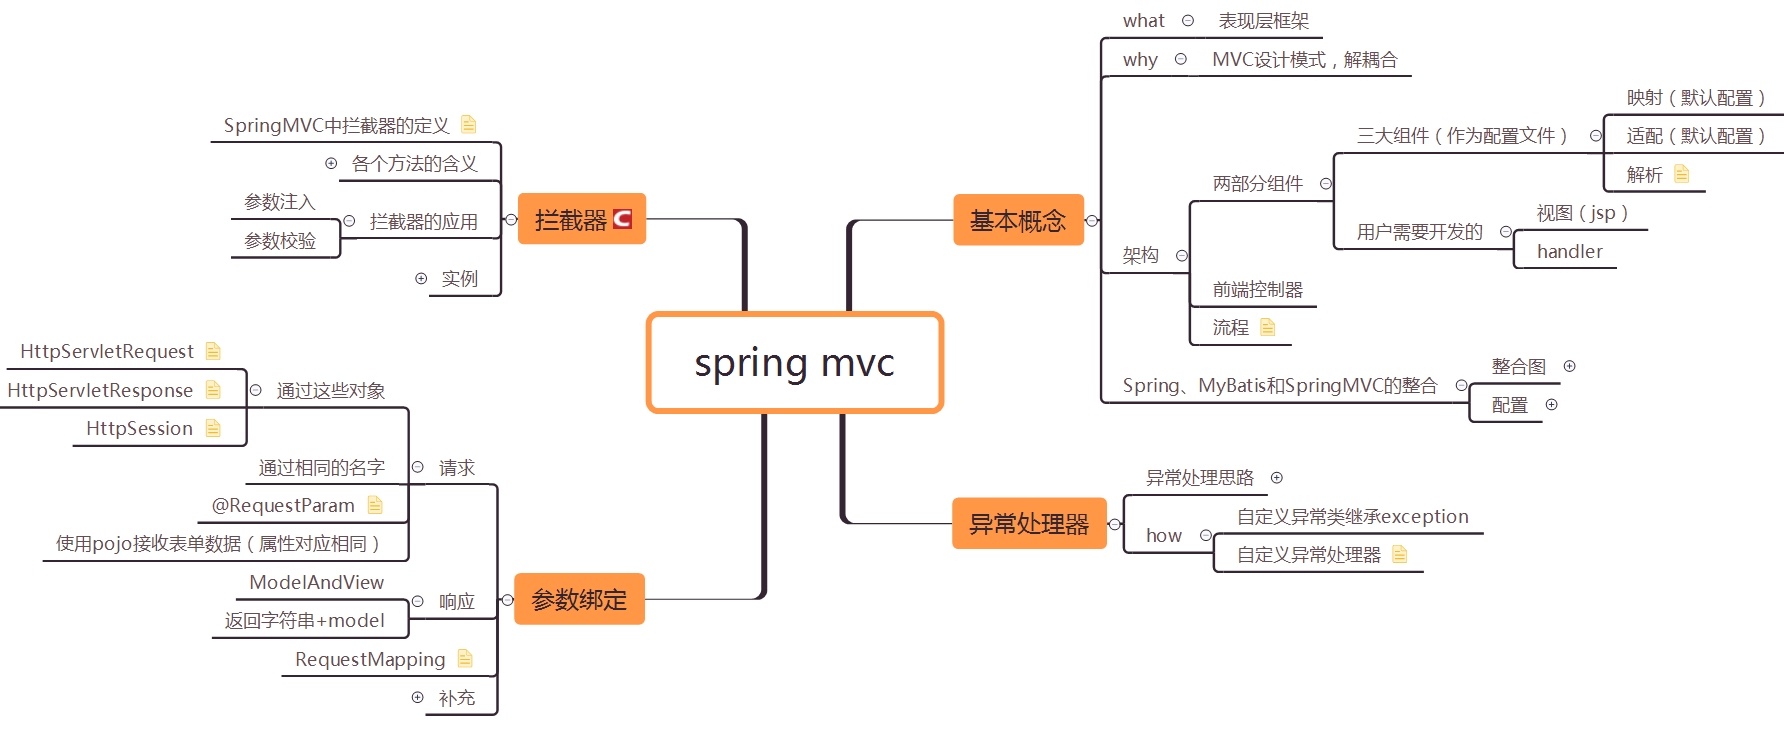 spring mvc
基本概念
what
表现层框架
why
MVC设计模式，解耦合
架构
两部分组件
三大组件（作为配置文件）
映射（默认配置）
适配（默认配置）
解析
用户需要开发的
视图（jsp）
handler
前端控制器
流程
Spring、MyBatis和SpringMVC的整合
整合图
配置
异常处理器
异常处理思路
how
自定义异常类继承exception
自定义异常处理器
拦截器
SpringMVC中拦截器的定义
各个方法的含义
拦截器的应用
参数注入
参数校验
实例
参数绑定
请求
通过这些对象
HttpServletRequest
HttpServletResponse
HttpSession
通过相同的名字
@RequestParam
使用pojo接收表单数据（属性对应相同）
响应
ModelAndView
返回字符串+model
RequestMapping
补充